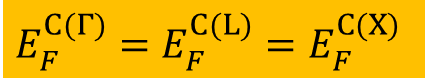 $E_F^{C(Γ)} = E_F^{C(L)} = E_F^{C(X)}$